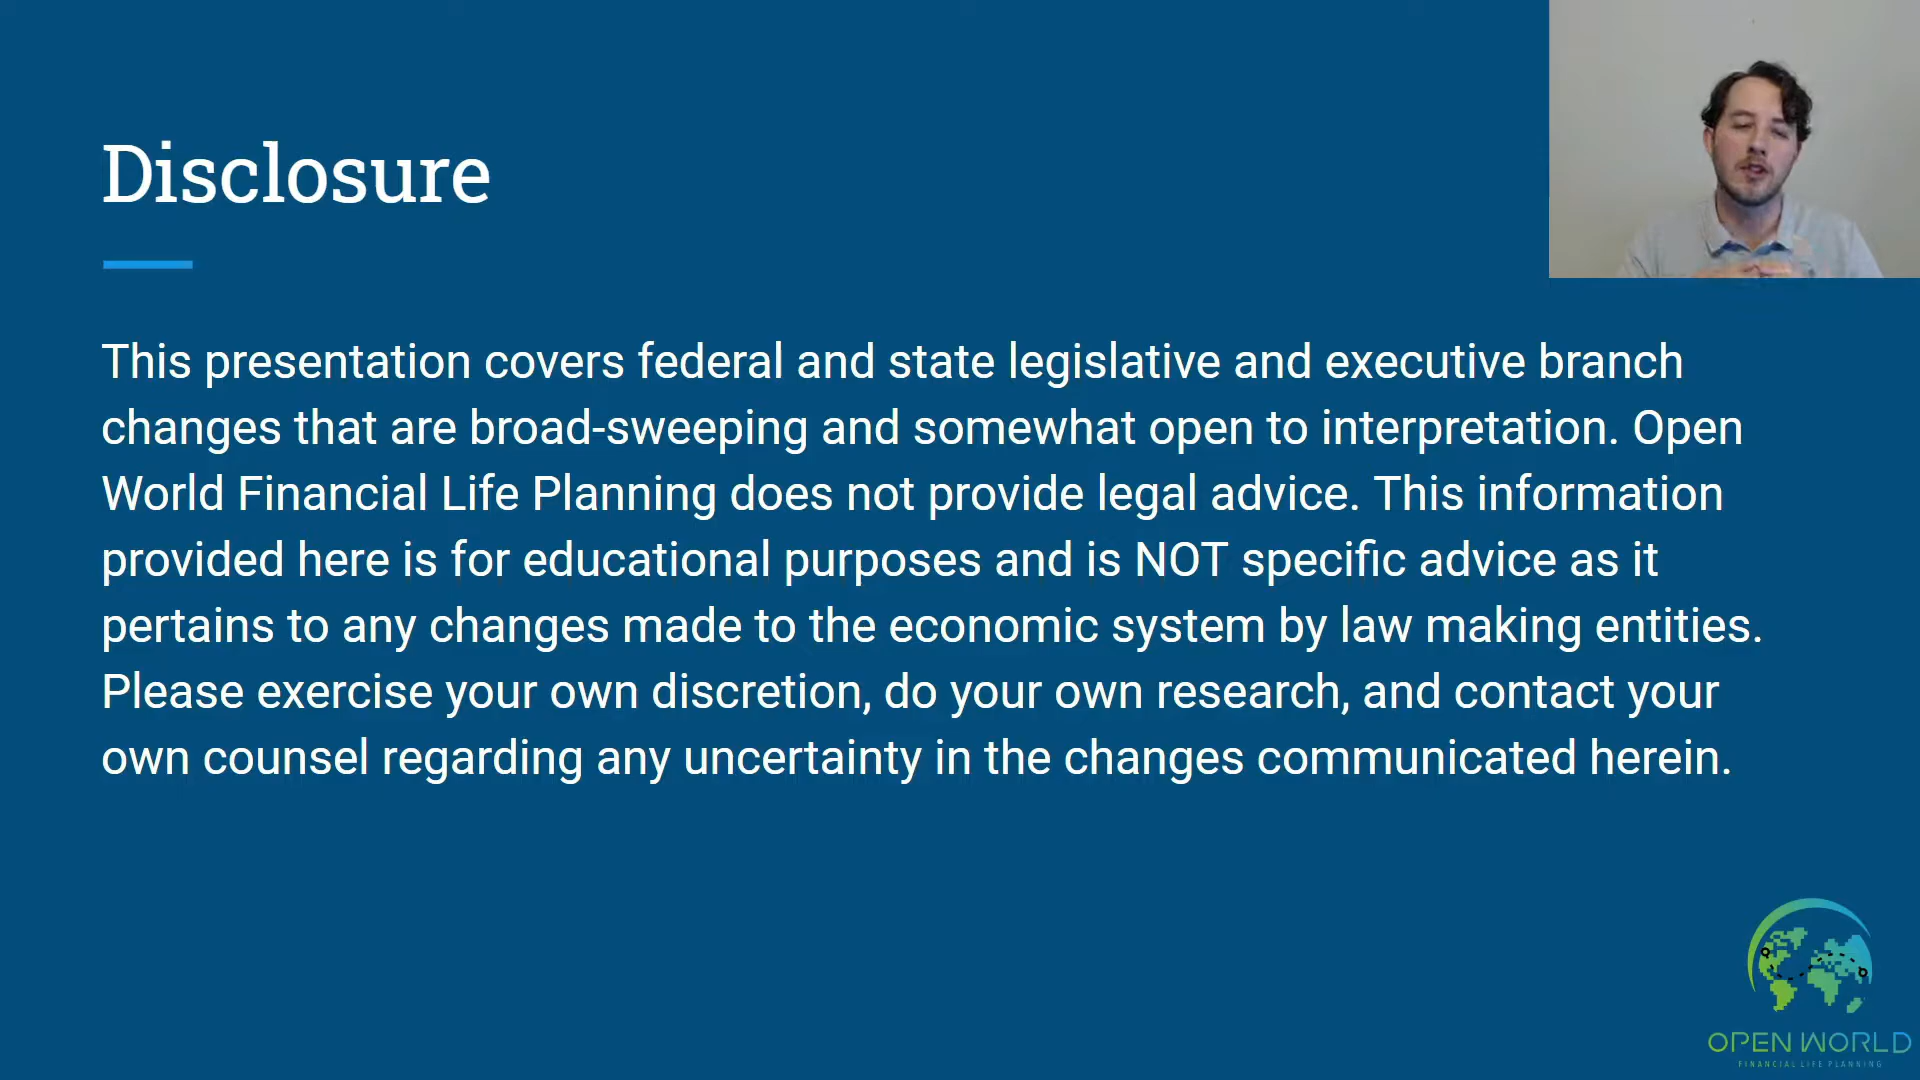 Disclosure
This presentation covers federal and state legislative and executive branch
changes that are broad-sweeping and somewhat open to interpretation. Open
World Financial Life Planning does not provide legal advice. This information
provided here is for educational purposes and is NOT specific advice as it
pertains to any changes made to the economic system by law making entities.
Please exercise your own discretion, do your own research, and contact your
own counsel regarding any uncertainty in the changes communicated herein.
OPEN WORLD
FINANCIAL LIFE PLANNING